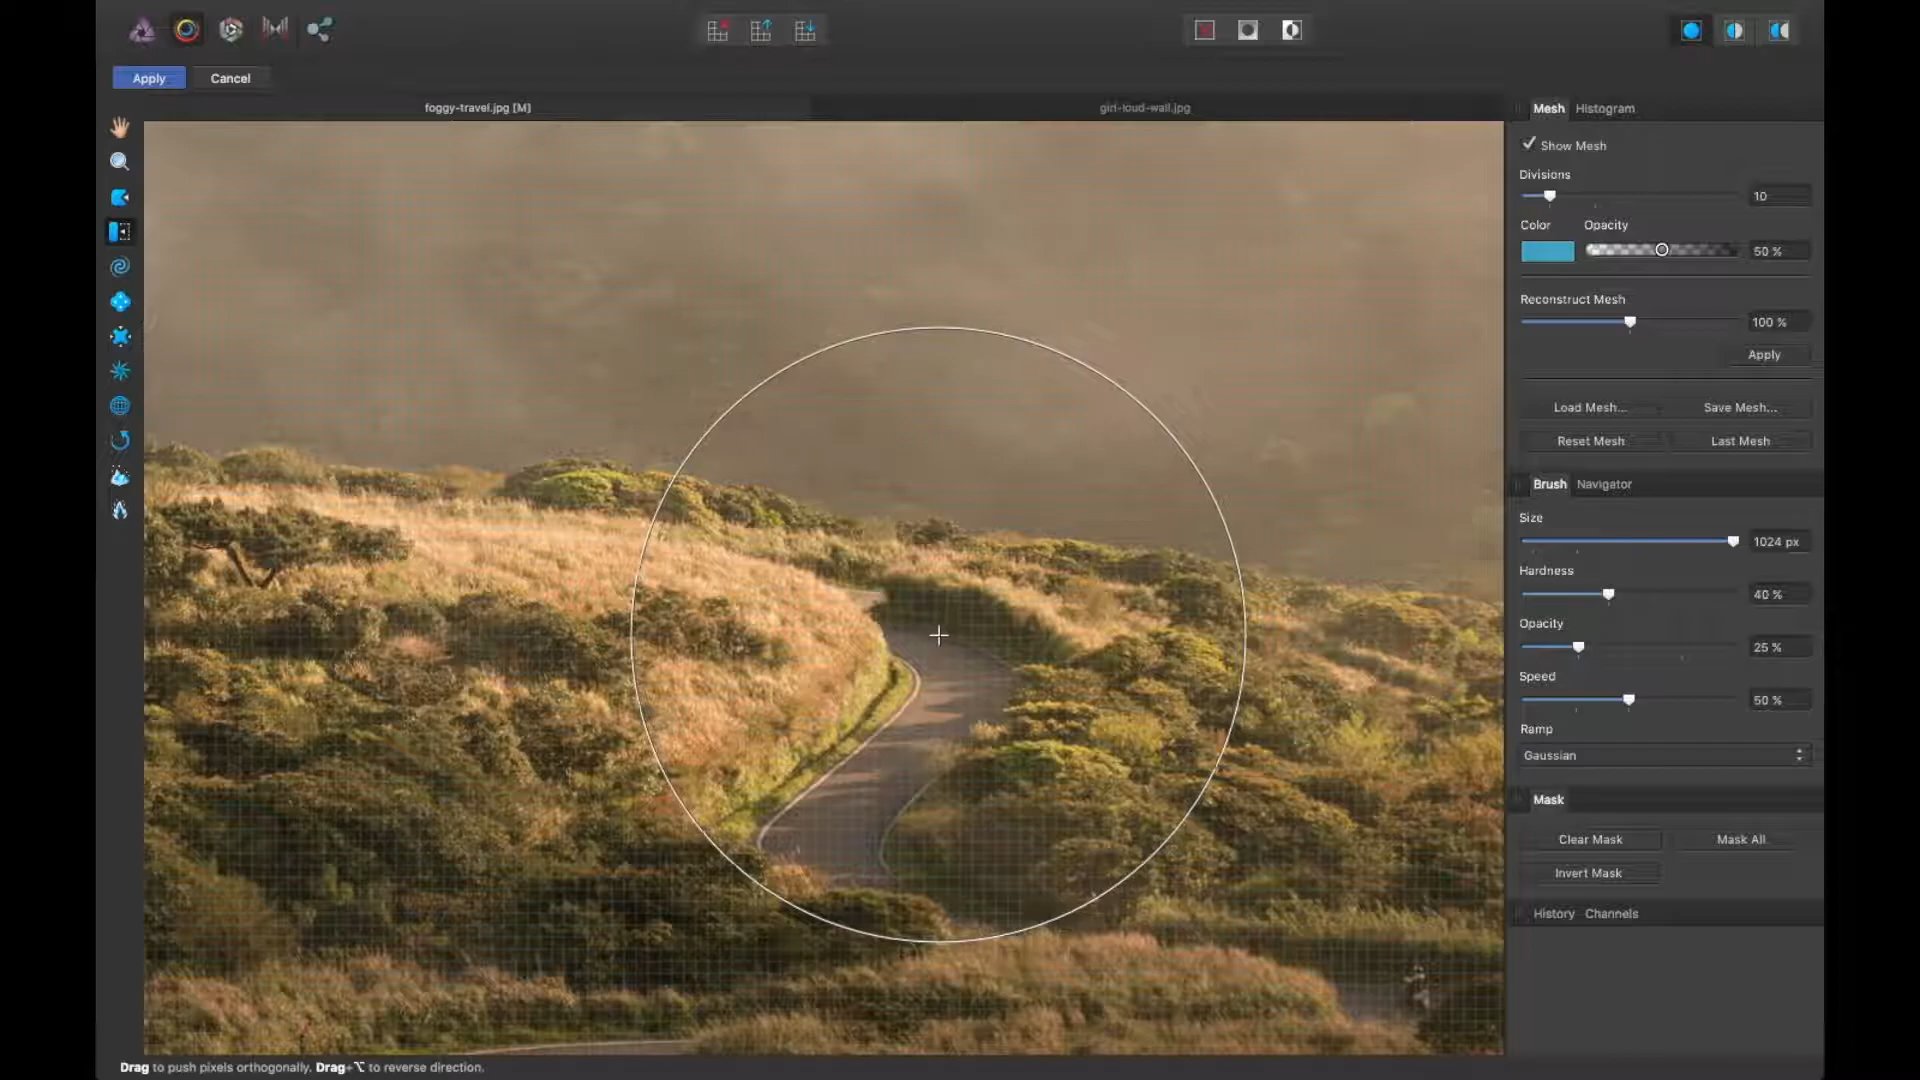 Apply
Cancel
foggy-travel.jpg [M]
girl-loud-wall.jpg
Mesh
Histogram
Show Mesh
Divisions
10
Color
Opacity
50 %
Reconstruct Mesh
100 %
Apply
Load Mesh...
Save Mesh...
Reset Mesh
Last Mesh
Brush
Navigator
Size
1024 px
Hardness
40 %
Opacity
25 %
Speed
50 %
Ramp
Gaussian
Mask
Clear Mask
Mask All
Invert Mask
History
Channels
Drag to push pixels orthogonally. Drag+⌥ to reverse direction.